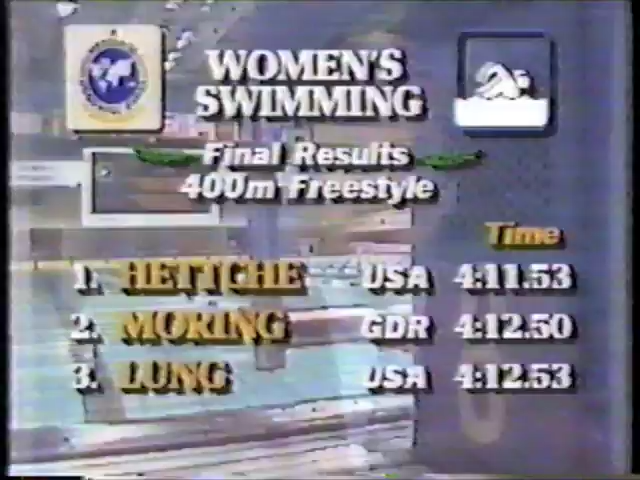 WOMEN'S
SWIMMING
Final Results
400m Freestyle
Time
1. HETTCHE USA 4:11.53
2. MORING GDR 4:12.50
3. LUNG USA 4:12.53